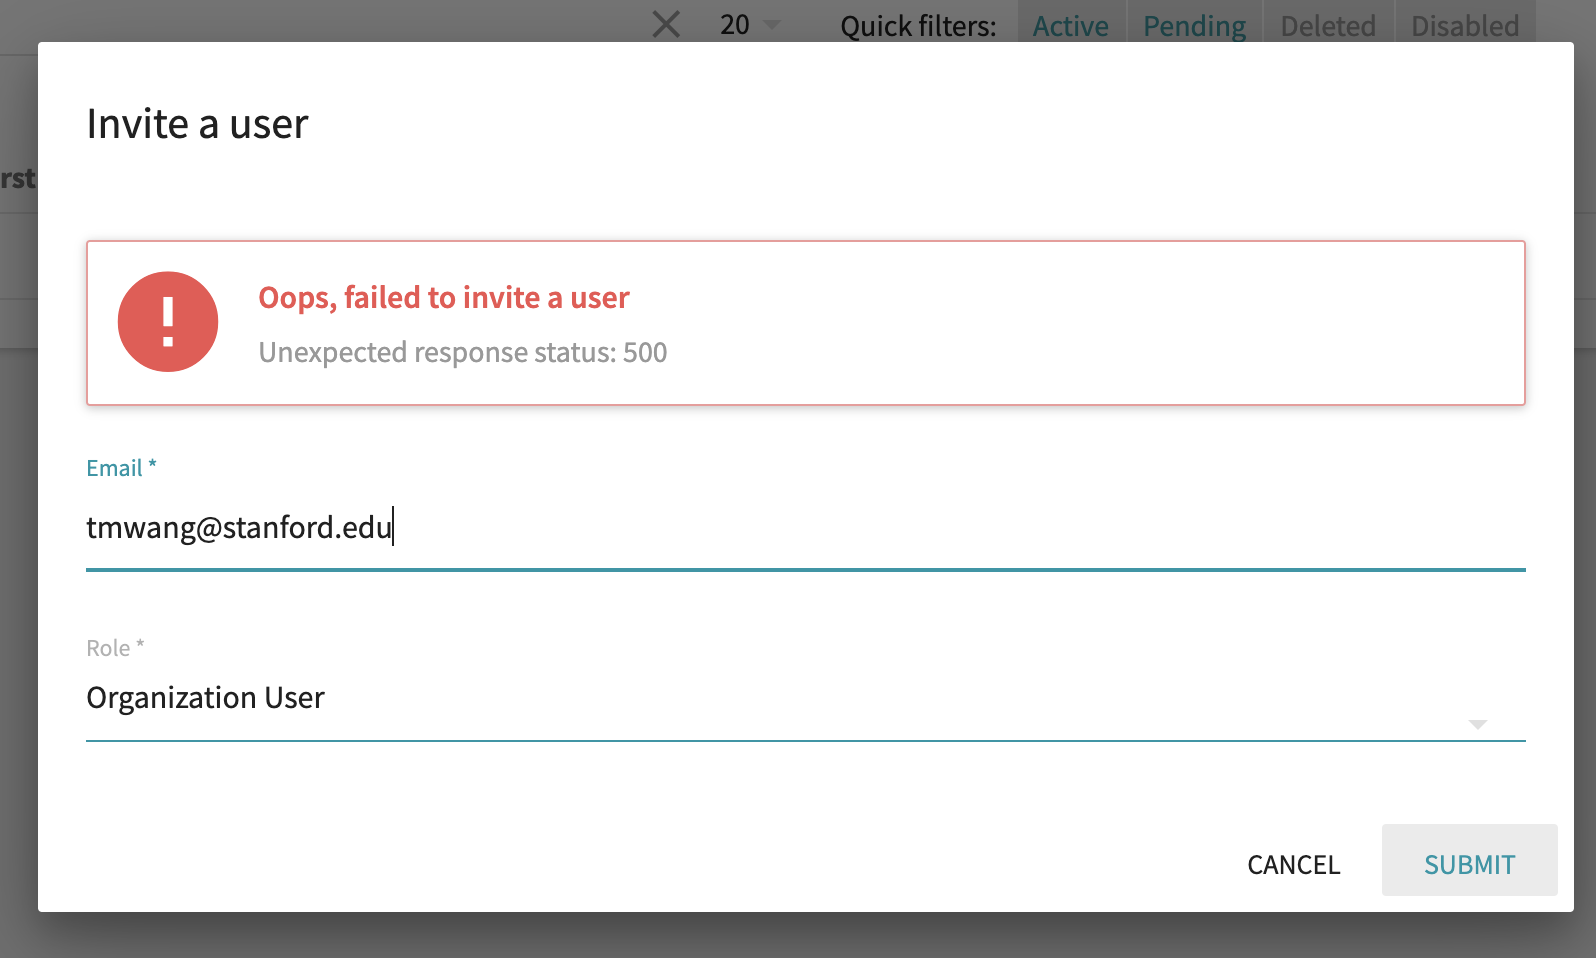 20 Quick filters: Active Pending Deleted Disabled
Invite a user
rst
!
Oops, failed to invite a user
Unexpected response status: 500
Email *
tmwang@stanford.edu
Role *
Organization User
CANCEL SUBMIT